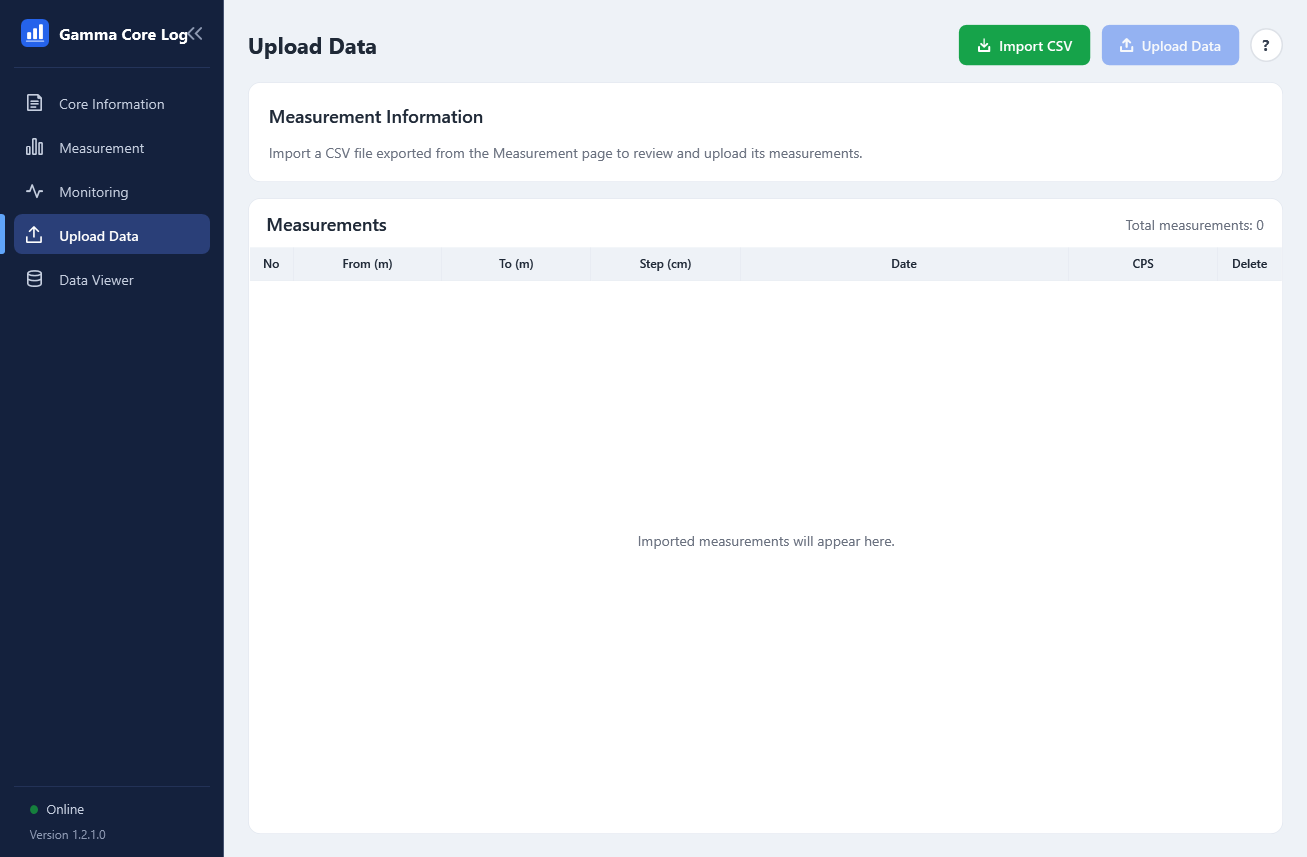 Gamma Core Log
Core Information
Measurement
Monitoring
Upload Data
Data Viewer
Online
Version 1.2.1.0
Upload Data
Import CSV
Upload Data
?
Measurement Information
Import a CSV file exported from the Measurement page to review and upload its measurements.
Measurements
Total measurements: 0
No From (m) To (m) Step (cm) Date CPS Delete
Imported measurements will appear here.